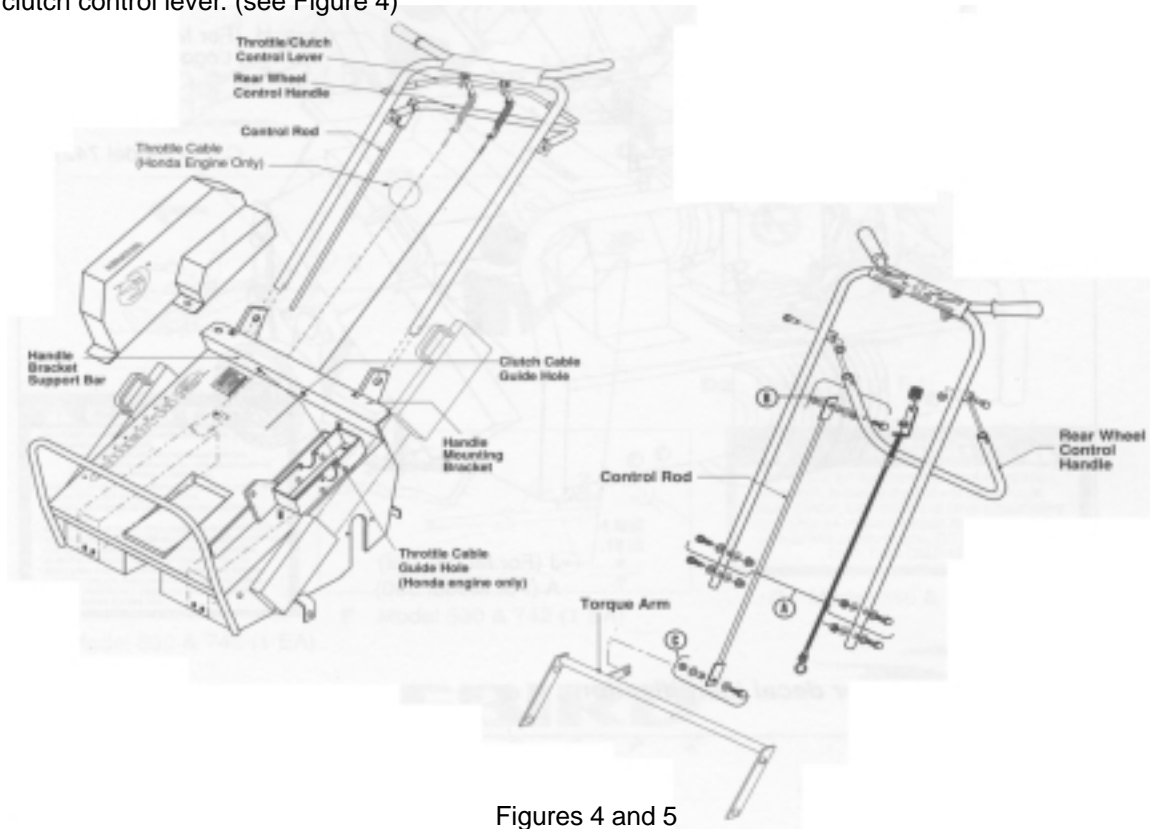 clutch control lever. (see Figure 4)
Throttle/Clutch
Control Lever
Rear Wheel
Control Handle
Control Rod
Throttle Cable
(Honda Engine Only)
Handle
Bracket
Support Bar
Clutch Cable
Guide Hole
Handle
Mounting
Bracket
Throttle Cable
Guide Hole
(Honda engine only)
B
Rear Wheel
Control
Handle
Control Rod
A
Torque Arm
C
Figures 4 and 5